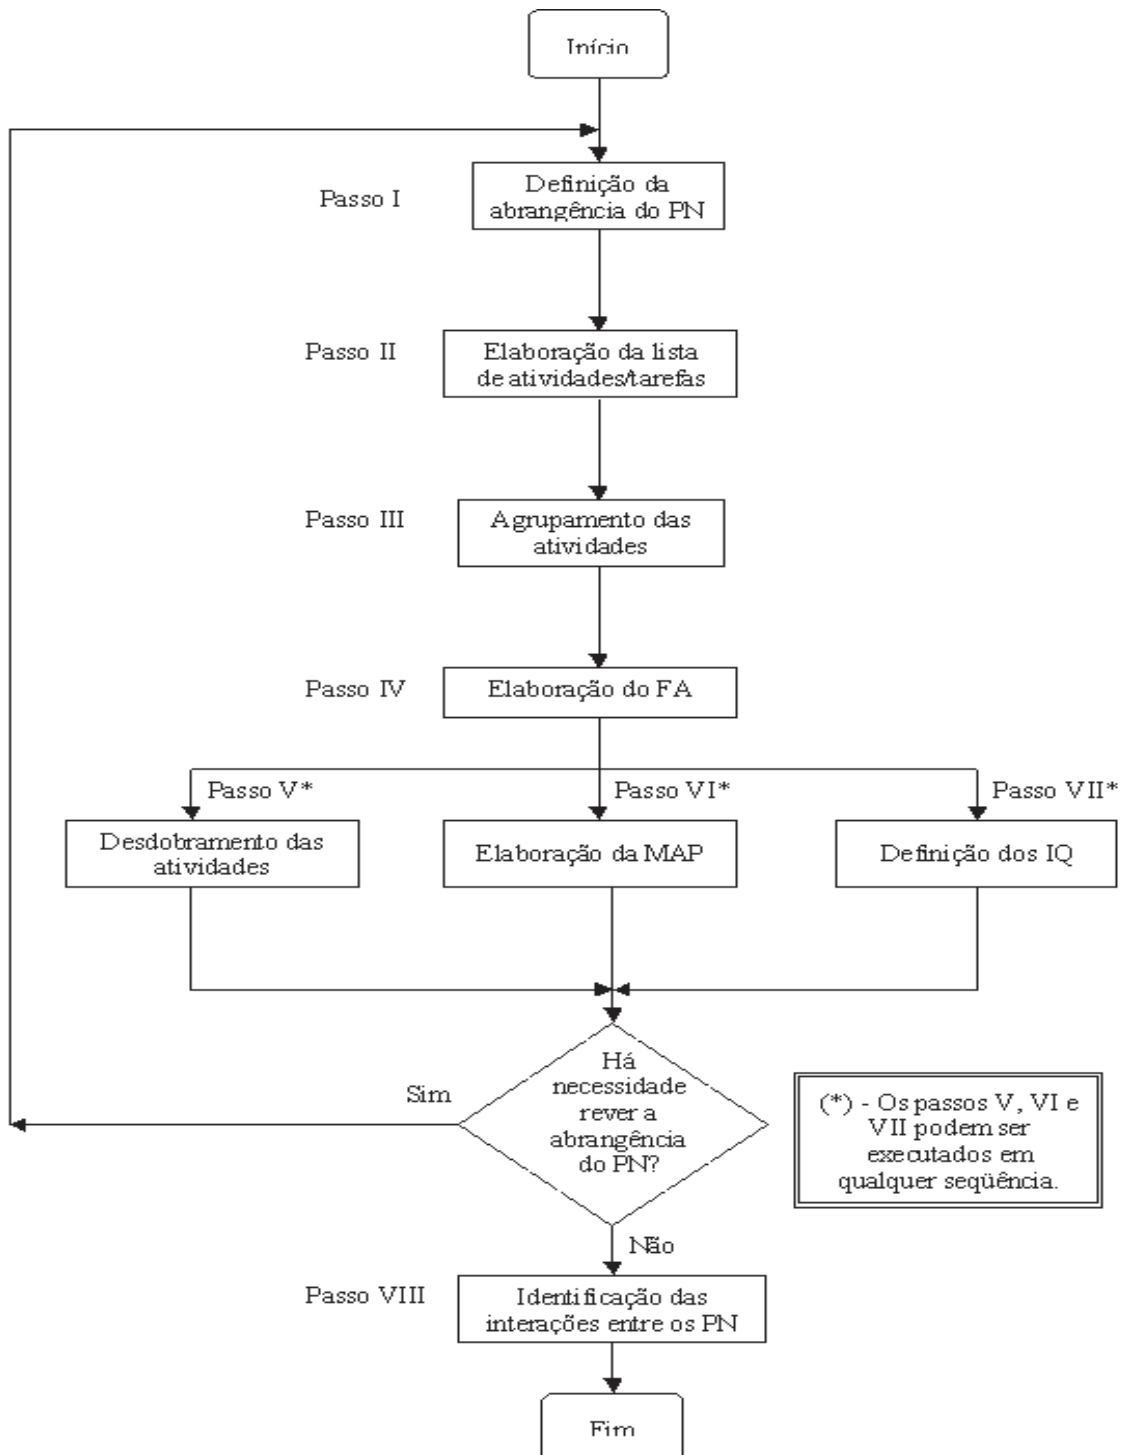 Início
Passo I
Definição da
abrangência do PN
Passo II
Elaboração da lista
de atividades/tarefas
Passo III
Agrupamento das
atividades
Passo IV
Elaboração do FA
Passo V*
Passo VI*
Passo VII*
Desdobramento das
atividades
Elaboração da MAP
Definição dos IQ
Há
necessidade
rever a
abrangência
do PN?
Sim
(*) - Os passos V, VI e
VII podem ser
executados em
qualquer seqüência.
Não
Passo VIII
Identificação das
interações entre os PN
Fim